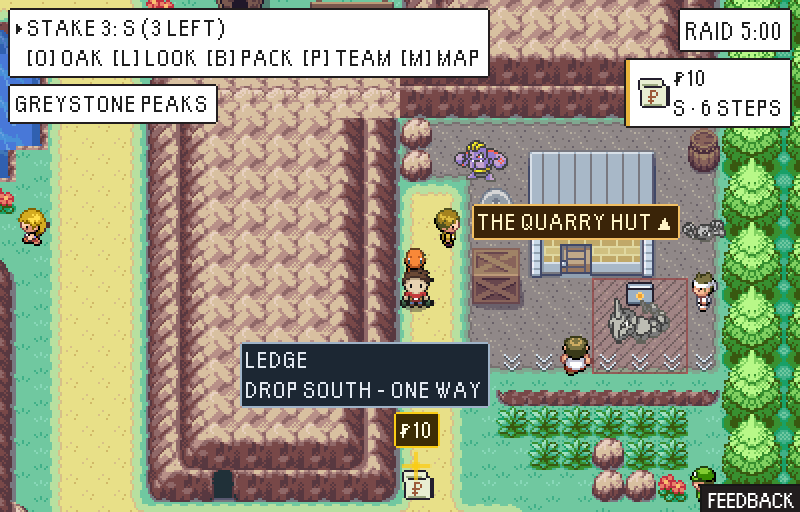 ▸STAKE 3: S (3 LEFT)
[O] OAK [L] LOOK [B] PACK [P] TEAM [M] MAP
RAID 5:00
GREYSTONE PEAKS
₽10
S · 6 STEPS
THE QUARRY HUT ▲
LEDGE
DROP SOUTH - ONE WAY
₽10
FEEDBACK